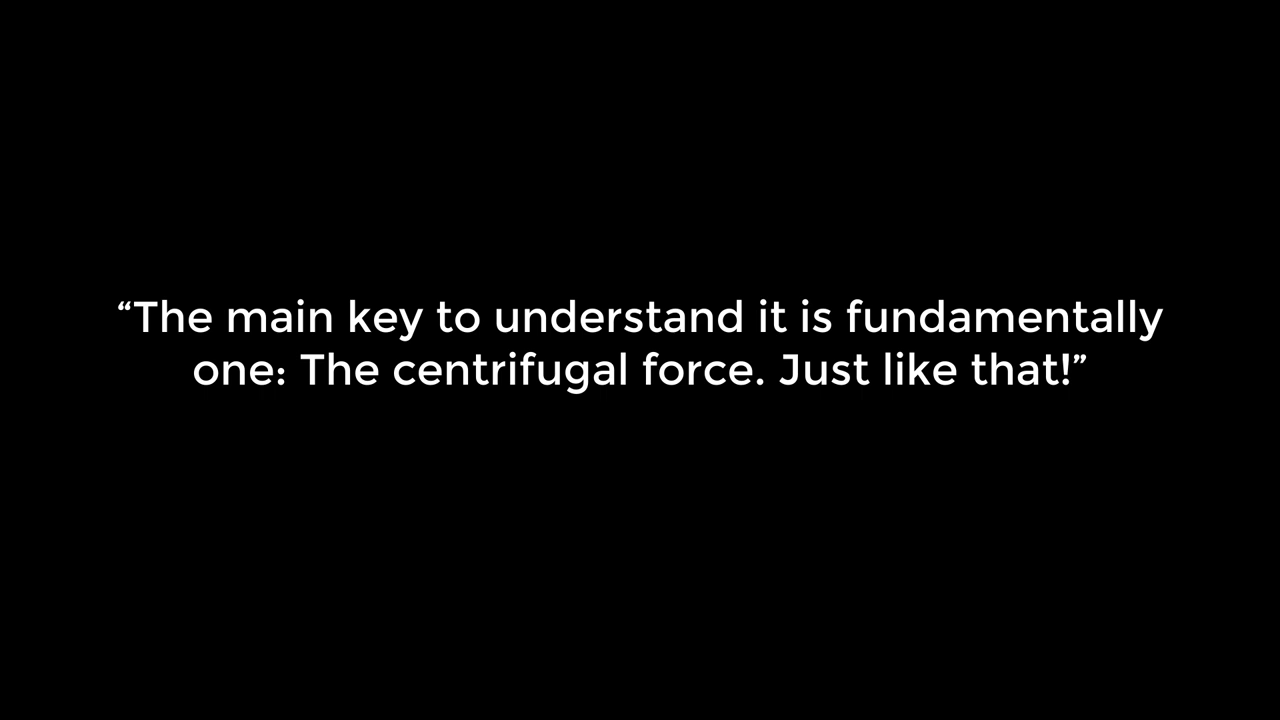 “The main key to understand it is fundamentally
one: The centrifugal force. Just like that!”